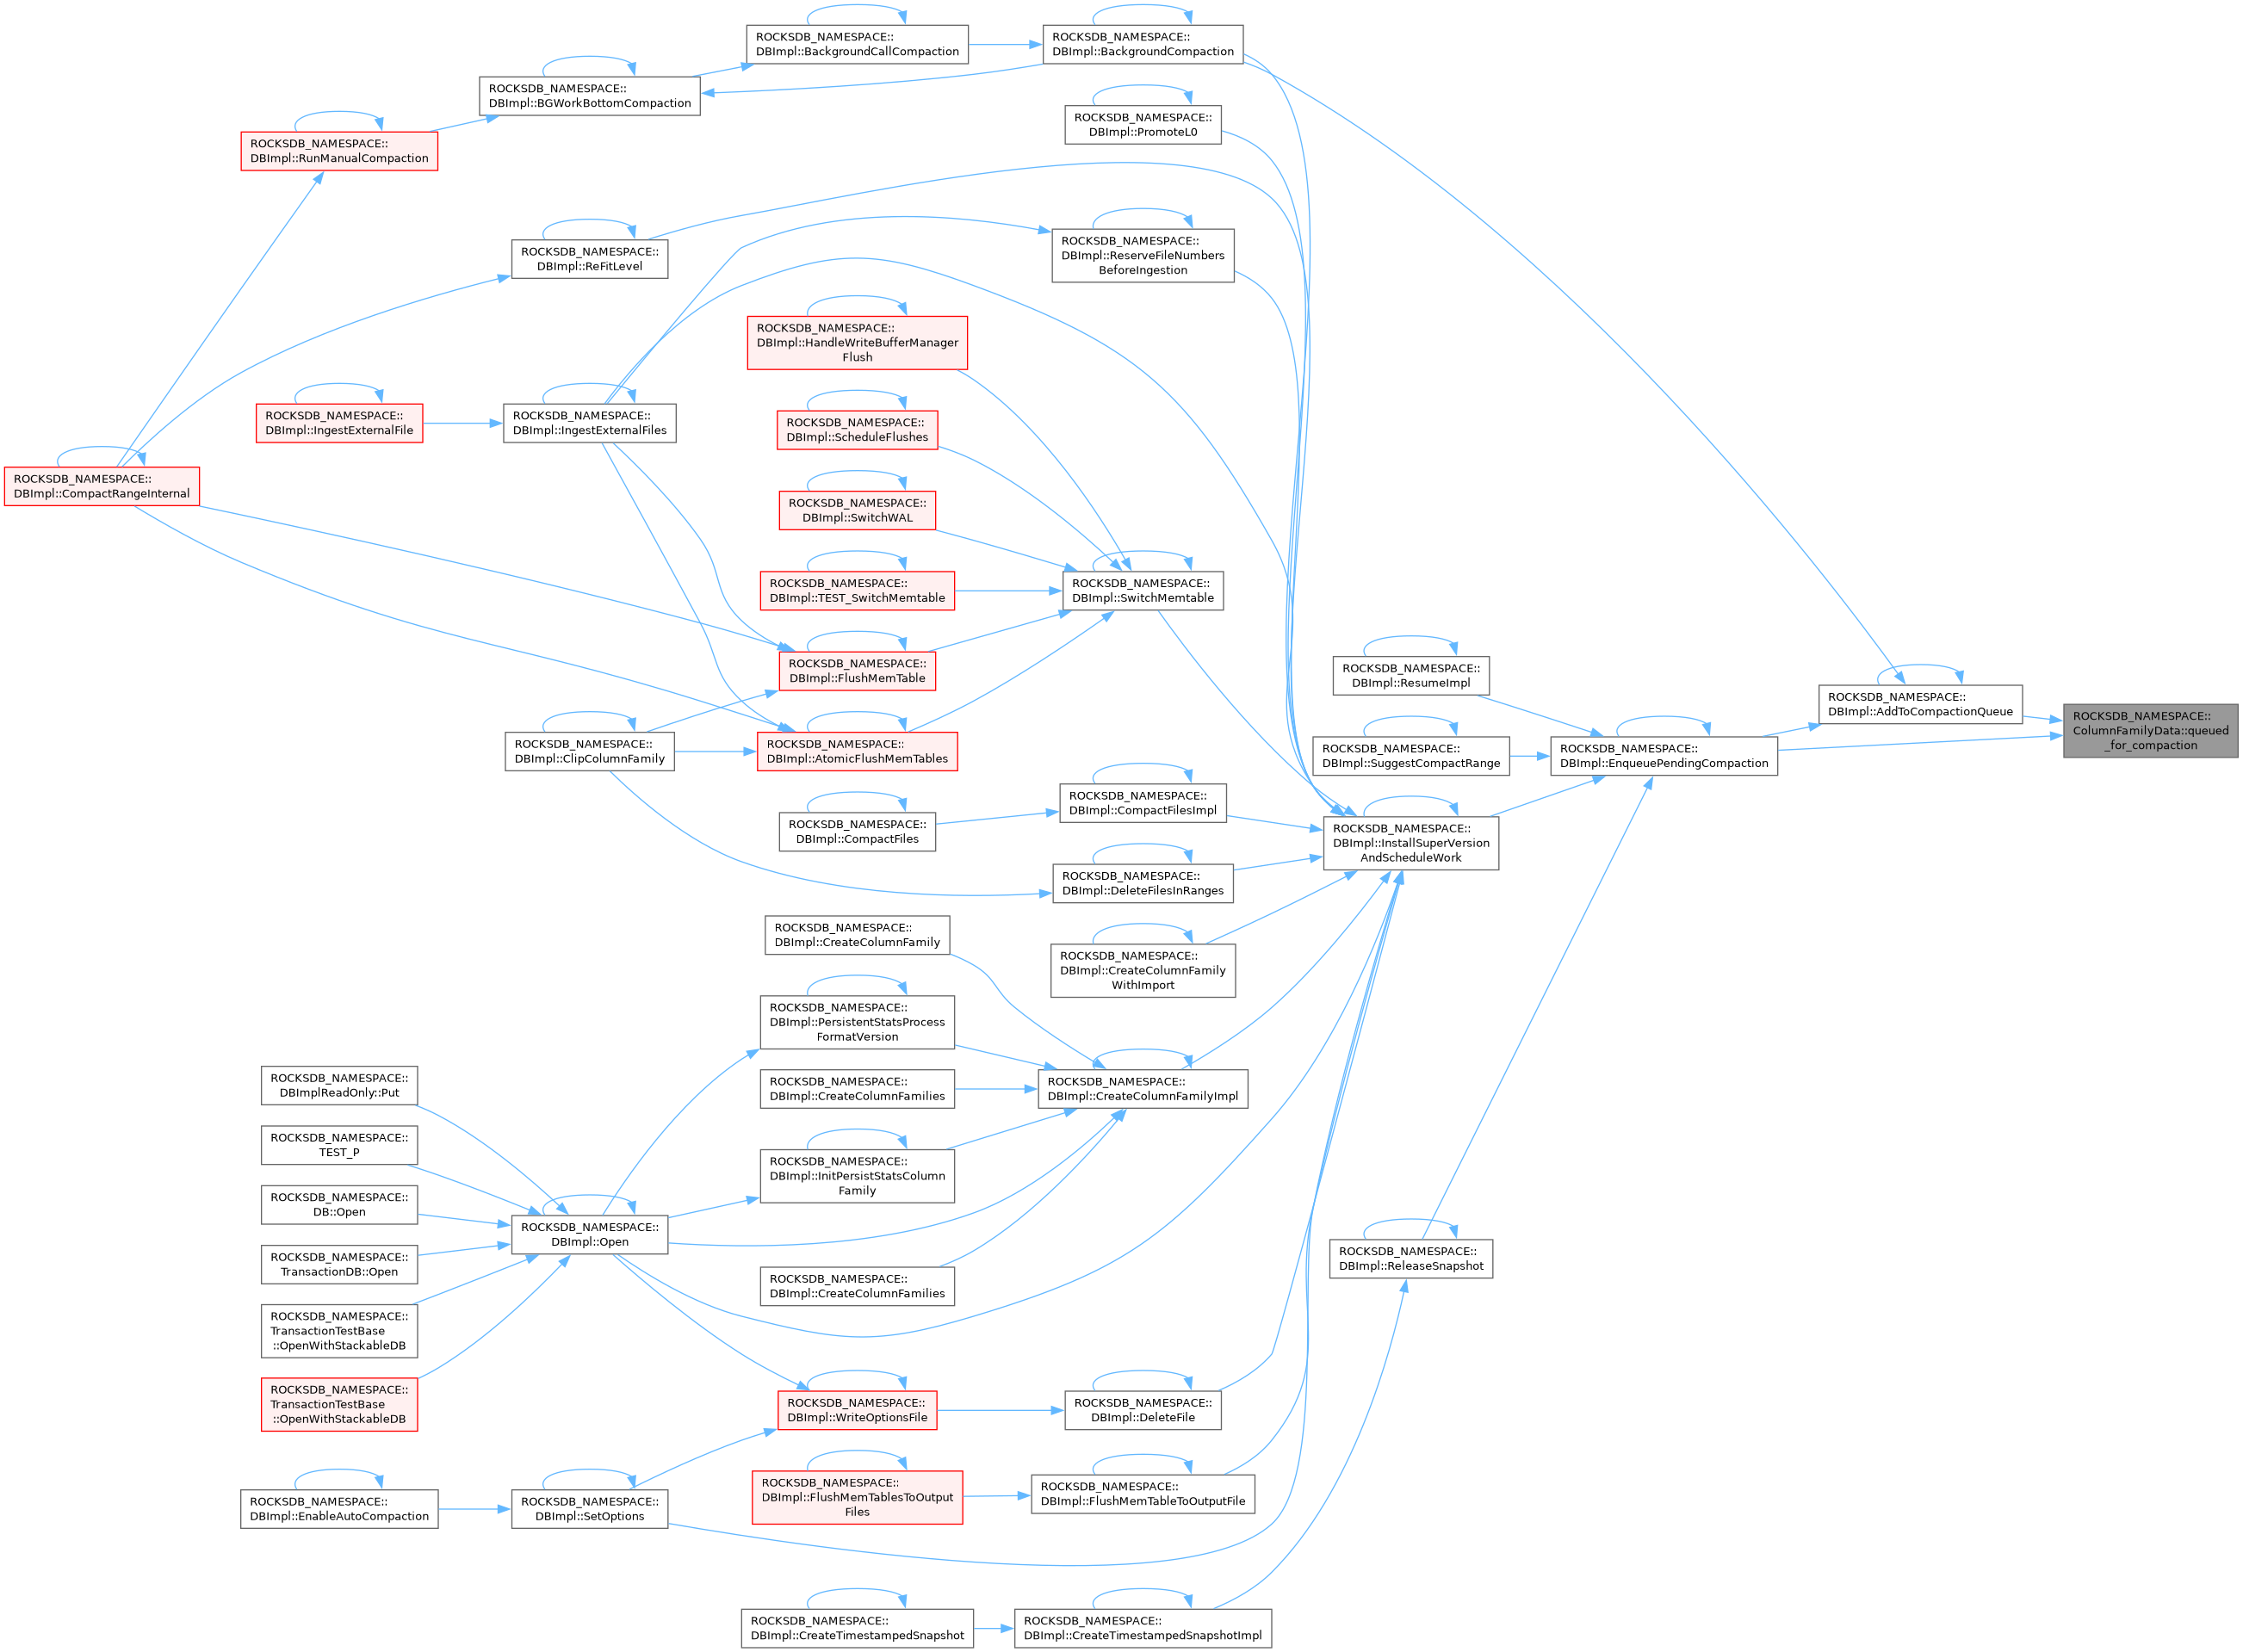 ROCKSDB_NAMESPACE::
DBImpl::BackgroundCallCompaction
ROCKSDB_NAMESPACE::
DBImpl::BackgroundCompaction
ROCKSDB_NAMESPACE::
DBImpl::BGWorkBottomCompaction
ROCKSDB_NAMESPACE::
DBImpl::PromoteL0
ROCKSDB_NAMESPACE::
DBImpl::RunManualCompaction
ROCKSDB_NAMESPACE::
DBImpl::ReFitLevel
ROCKSDB_NAMESPACE::
DBImpl::ReserveFileNumbers
BeforeIngestion
ROCKSDB_NAMESPACE::
DBImpl::HandleWriteBufferManager
Flush
ROCKSDB_NAMESPACE::
DBImpl::IngestExternalFile
ROCKSDB_NAMESPACE::
DBImpl::IngestExternalFiles
ROCKSDB_NAMESPACE::
DBImpl::ScheduleFlushes
ROCKSDB_NAMESPACE::
DBImpl::CompactRangeInternal
ROCKSDB_NAMESPACE::
DBImpl::SwitchWAL
ROCKSDB_NAMESPACE::
DBImpl::TEST_SwitchMemtable
ROCKSDB_NAMESPACE::
DBImpl::SwitchMemtable
ROCKSDB_NAMESPACE::
DBImpl::FlushMemTable
ROCKSDB_NAMESPACE::
DBImpl::ResumeImpl
ROCKSDB_NAMESPACE::
DBImpl::AddToCompactionQueue
ROCKSDB_NAMESPACE::
ColumnFamilyData::queued
_for_compaction
ROCKSDB_NAMESPACE::
DBImpl::ClipColumnFamily
ROCKSDB_NAMESPACE::
DBImpl::AtomicFlushMemTables
ROCKSDB_NAMESPACE::
DBImpl::SuggestCompactRange
ROCKSDB_NAMESPACE::
DBImpl::EnqueuePendingCompaction
ROCKSDB_NAMESPACE::
DBImpl::CompactFiles
ROCKSDB_NAMESPACE::
DBImpl::CompactFilesImpl
ROCKSDB_NAMESPACE::
DBImpl::InstallSuperVersion
AndScheduleWork
ROCKSDB_NAMESPACE::
DBImpl::DeleteFilesInRanges
ROCKSDB_NAMESPACE::
DBImpl::CreateColumnFamily
ROCKSDB_NAMESPACE::
DBImpl::CreateColumnFamily
WithImport
ROCKSDB_NAMESPACE::
DBImpl::PersistentStatsProcess
FormatVersion
ROCKSDB_NAMESPACE::
DBImplReadOnly::Put
ROCKSDB_NAMESPACE::
DBImpl::CreateColumnFamilies
ROCKSDB_NAMESPACE::
DBImpl::CreateColumnFamilyImpl
ROCKSDB_NAMESPACE::
TEST_P
ROCKSDB_NAMESPACE::
DBImpl::InitPersistStatsColumn
Family
ROCKSDB_NAMESPACE::
DB::Open
ROCKSDB_NAMESPACE::
DBImpl::Open
ROCKSDB_NAMESPACE::
TransactionDB::Open
ROCKSDB_NAMESPACE::
DBImpl::CreateColumnFamilies
ROCKSDB_NAMESPACE::
DBImpl::ReleaseSnapshot
ROCKSDB_NAMESPACE::
TransactionTestBase
::OpenWithStackableDB
ROCKSDB_NAMESPACE::
TransactionTestBase
::OpenWithStackableDB
ROCKSDB_NAMESPACE::
DBImpl::WriteOptionsFile
ROCKSDB_NAMESPACE::
DBImpl::DeleteFile
ROCKSDB_NAMESPACE::
DBImpl::EnableAutoCompaction
ROCKSDB_NAMESPACE::
DBImpl::SetOptions
ROCKSDB_NAMESPACE::
DBImpl::FlushMemTablesToOutput
Files
ROCKSDB_NAMESPACE::
DBImpl::FlushMemTableToOutputFile
ROCKSDB_NAMESPACE::
DBImpl::CreateTimestampedSnapshot
ROCKSDB_NAMESPACE::
DBImpl::CreateTimestampedSnapshotImpl